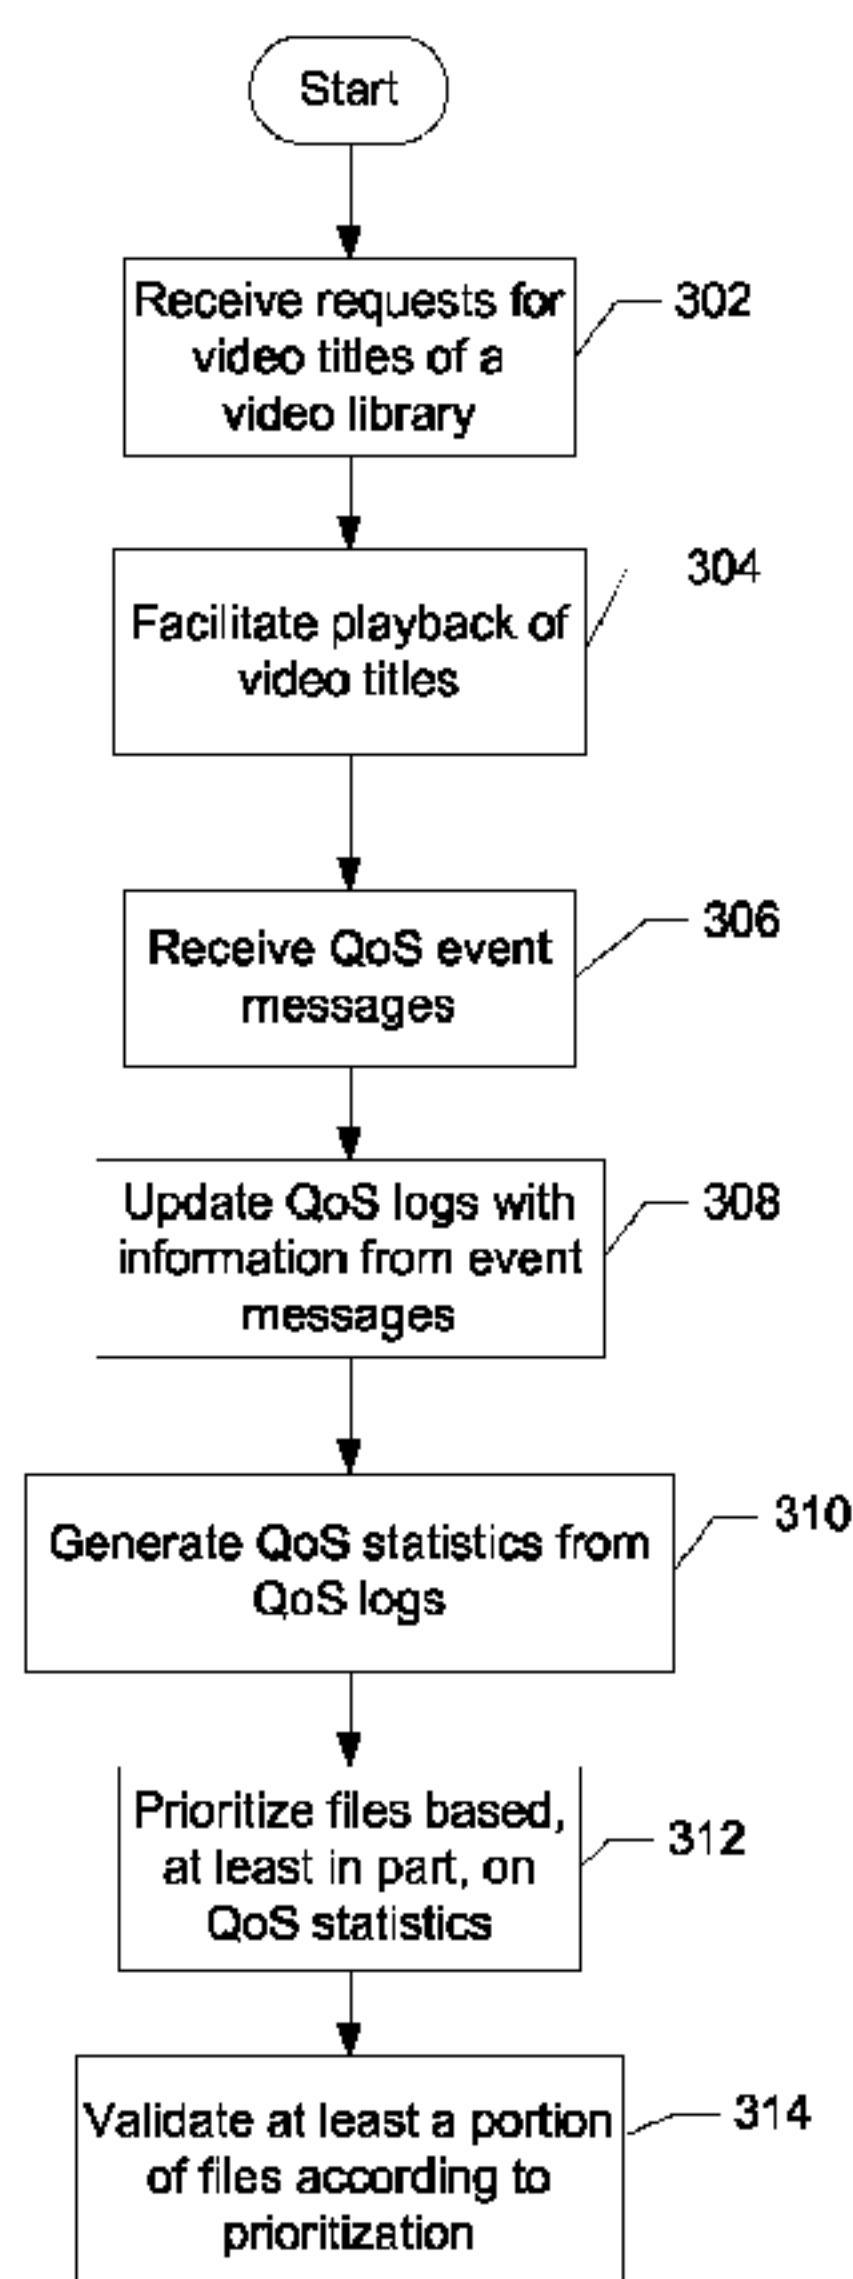 Start
Receive requests for
video titles of a
video library
302
Facilitate playback of
video titles
304
Receive QoS event
messages
306
Update QoS logs with
information from event
messages
308
Generate QoS statistics from
QoS logs
310
Prioritize files based,
at least in part, on
QoS statistics
312
Validate at least a portion
of files according to
prioritization
314